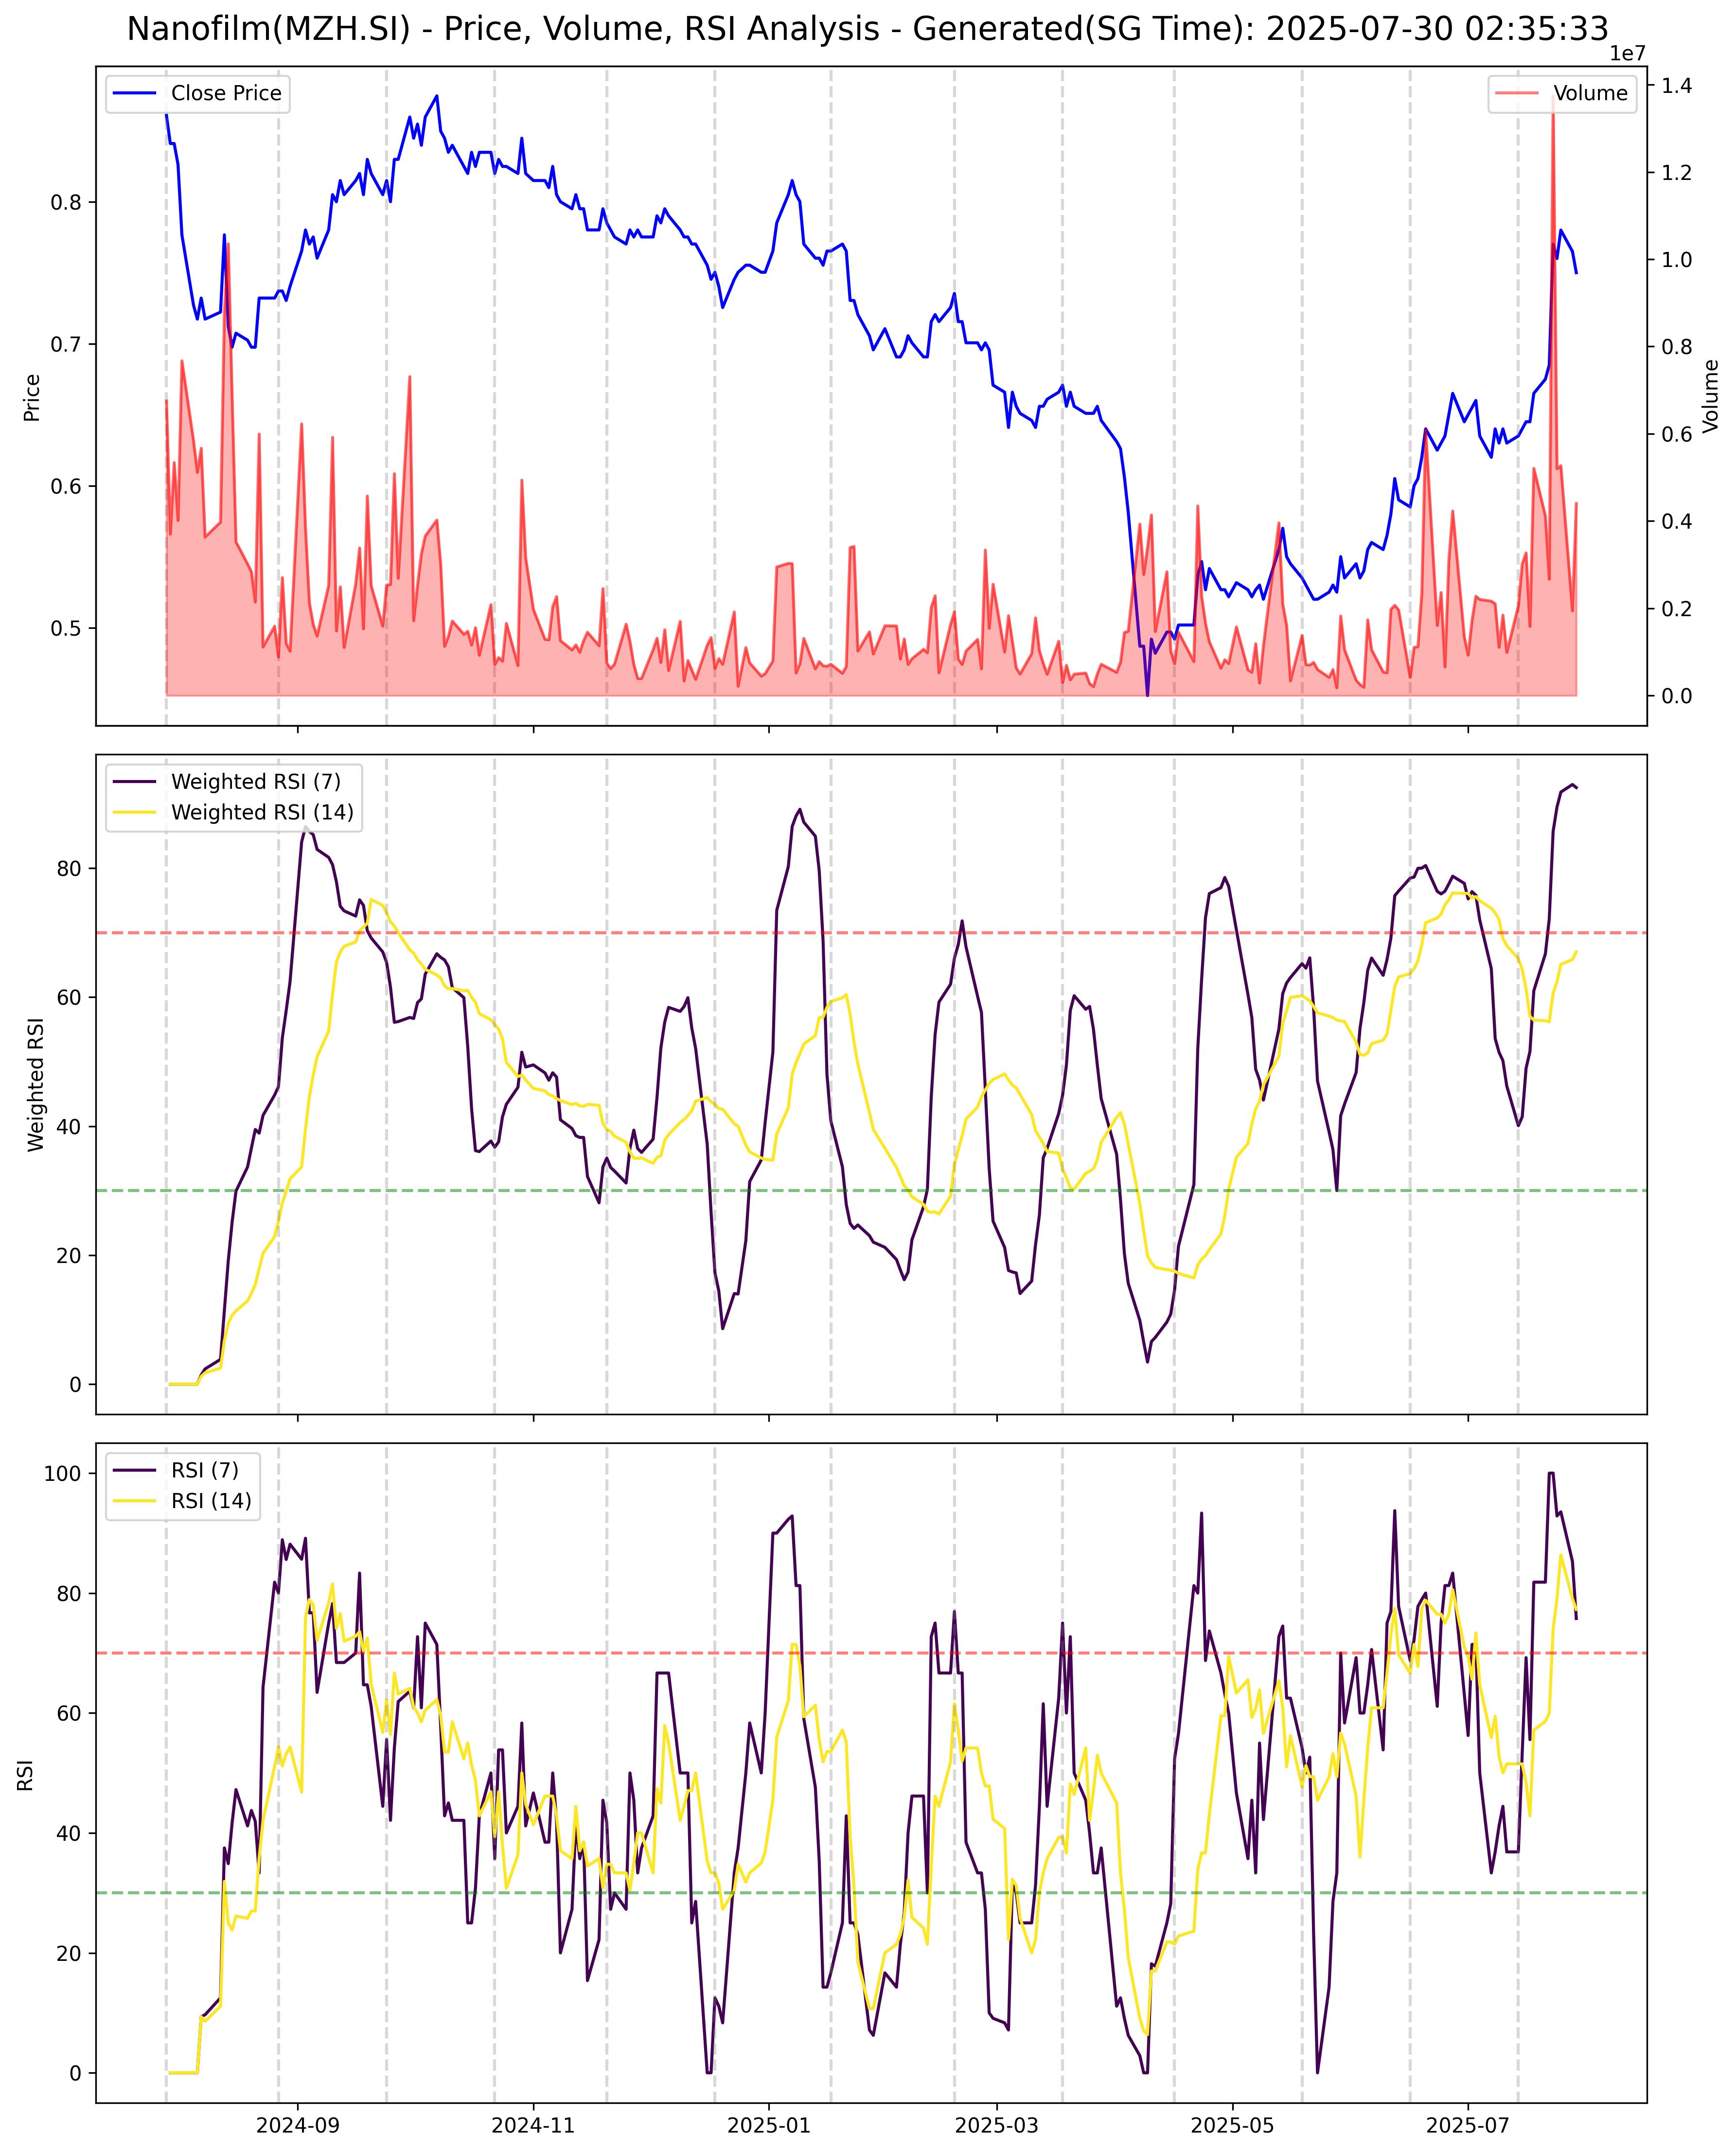 Nanofilm(MZH.SI) - Price, Volume, RSI Analysis - Generated(SG Time): 2025-07-30 02:35:33
1e7
Close Price
Volume
Price
0.8
0.7
0.6
0.5
1.4
1.2
1.0
0.8
0.6
0.4
0.2
0.0
Volume
Weighted RSI (7)
Weighted RSI (14)
Weighted RSI
80
60
40
20
0
RSI (7)
RSI (14)
RSI
100
80
60
40
20
0
2024-09
2024-11
2025-01
2025-03
2025-05
2025-07